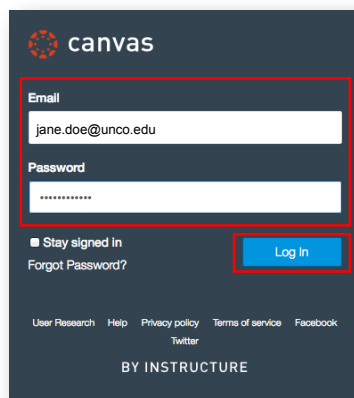 canvas
Email
jane.doe@unco.edu
Password
••••••••••••
Stay signed in
Log In
Forgot Password?
User Research Help Privacy policy Terms of service Facebook
Twitter
BY INSTRUCTURE